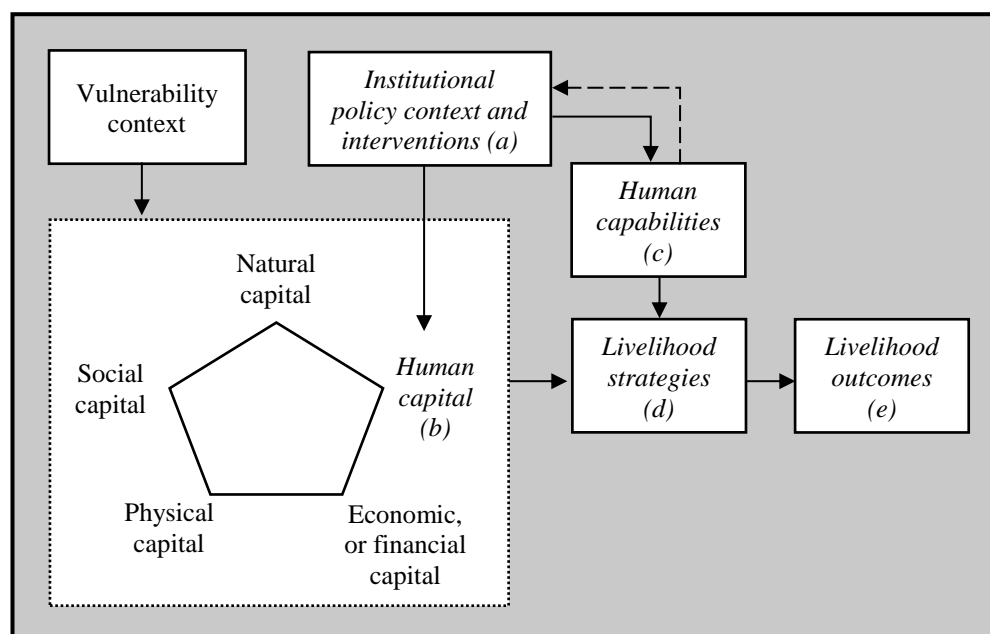 Vulnerability
context
Institutional
policy context and
interventions (a)
Human
capabilities
(c)
Natural
capital
Social
capital
Human
capital
(b)
Physical
capital
Economic,
or financial
capital
Livelihood
strategies
(d)
Livelihood
outcomes
(e)